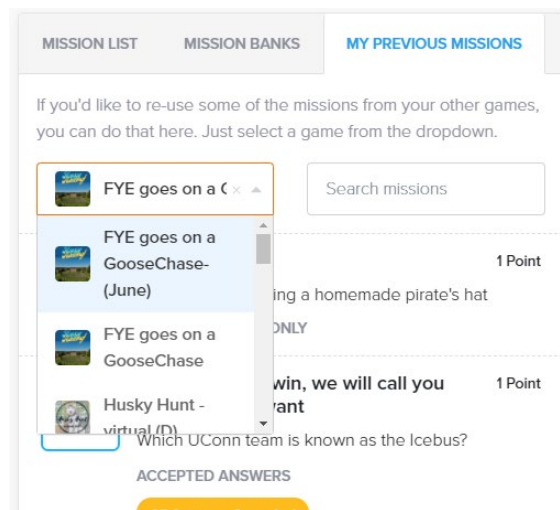 MISSION LIST MISSION BANKS MY PREVIOUS MISSIONS
If you'd like to re-use some of the missions from your other games,
you can do that here. Just select a game from the dropdown.
FYE goes on a × Search missions
FYE goes on a
GooseChase-
(June)
FYE goes on a
GooseChase
Husky Hunt -
virtual (D)
1 Point
ing a homemade pirate's hat
ONLY
win, we will call you 1 Point
ant
Which UConn team is known as the Icebus?
ACCEPTED ANSWERS